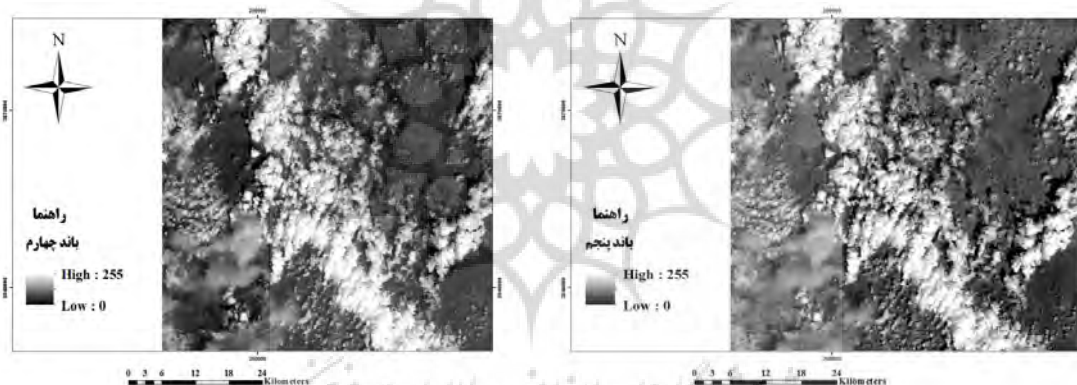 N
راهنما
باند چهارم
High : 255
Low : 0
0 3 6 12 18 24
Kilometers
N
راهنما
باند پنجم
High : 255
Low : 0
0 3 6 12 18 24
Kilometers